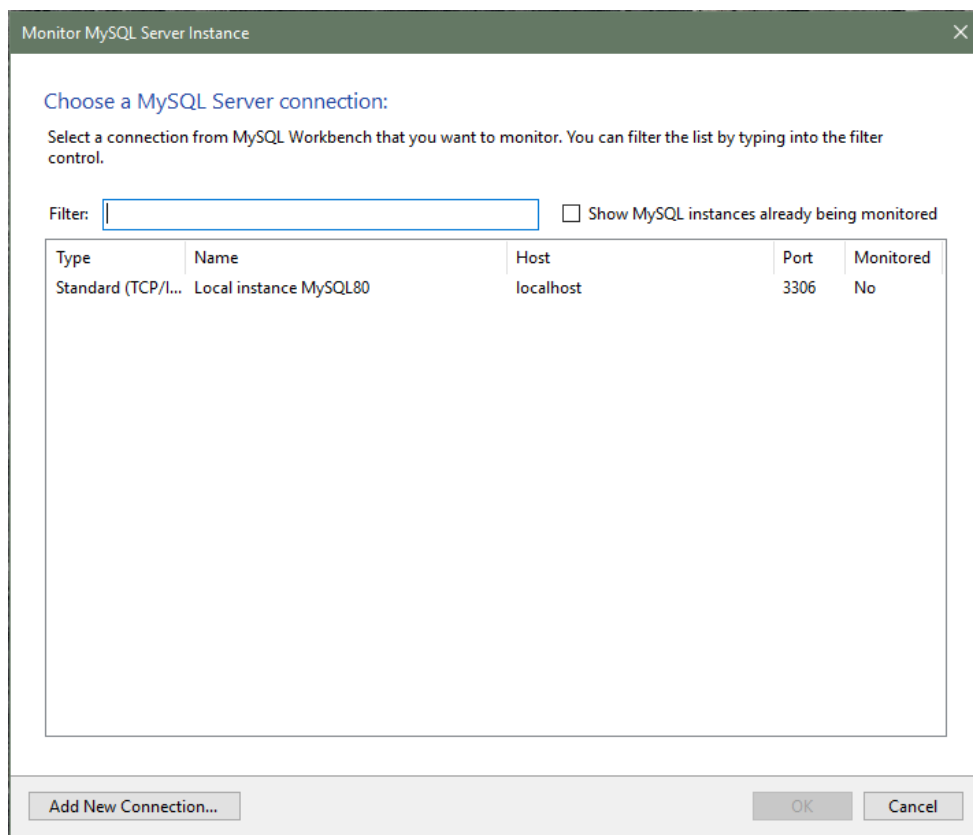 Monitor MySQL Server Instance
Choose a MySQL Server connection:
Select a connection from MySQL Workbench that you want to monitor. You can filter the list by typing into the filter
control.
Filter: Show MySQL instances already being monitored
Type Name Host Port Monitored
Standard (TCP/I... Local instance MySQL80 localhost 3306 No
Add New Connection... OK Cancel